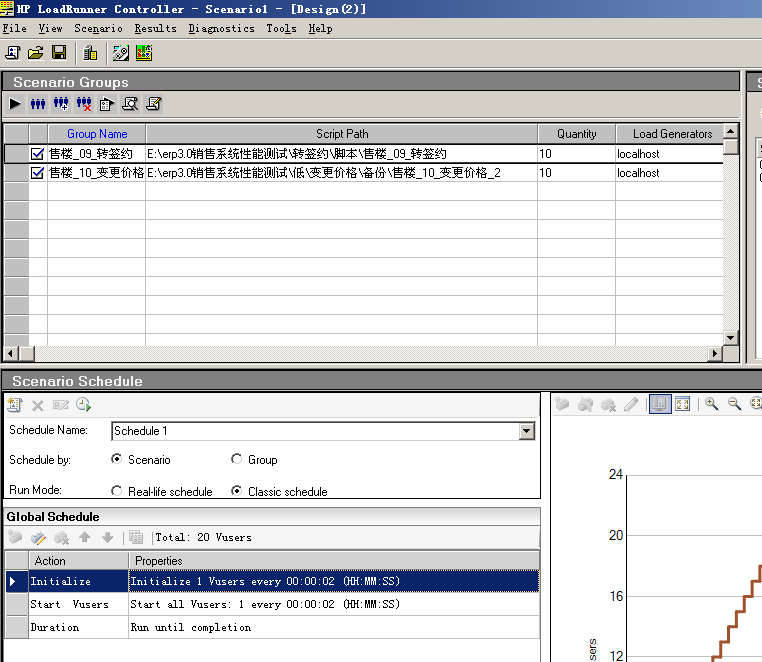 HP LoadRunner Controller - Scenario1 - [Design(2)]
File View Scenario Results Diagnostics Tools Help
Scenario Groups
Group Name Script Path Quantity Load Generators
售楼_09_转签约 E:\erp3.0销售系统性能测试\转签约\脚本\售楼_09_转签约 10 localhost
售楼_10_变更价格 E:\erp3.0销售系统性能测试\低\变更价格\备份\售楼_10_变更价格_2 10 localhost
Scenario Schedule
Schedule Name: Schedule 1
Schedule by: Scenario Group
Run Mode: Real-life schedule Classic schedule
Global Schedule
Total: 20 Vusers
Action Properties
Initialize Initialize 1 Vusers every 00:00:02 (HH:MM:SS)
Start Vusers Start all Vusers: 1 every 00:00:02 (HH:MM:SS)
Duration Run until completion
24
20
16
12